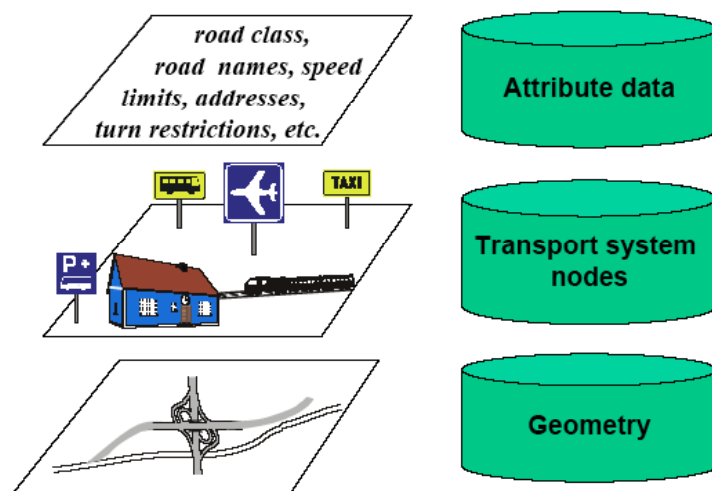 road class,
road names, speed
limits, addresses,
turn restrictions, etc.
Attribute data
TAXI
P+
Transport system
nodes
Geometry